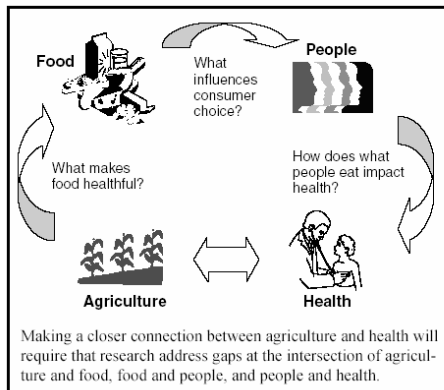 Food
People
What
influences
consumer
choice?
What makes
food healthful?
How does what
people eat impact
health?
Agriculture
Health
Making a closer connection between agriculture and health will
require that research address gaps at the intersection of agricul-
ture and food, food and people, and people and health.